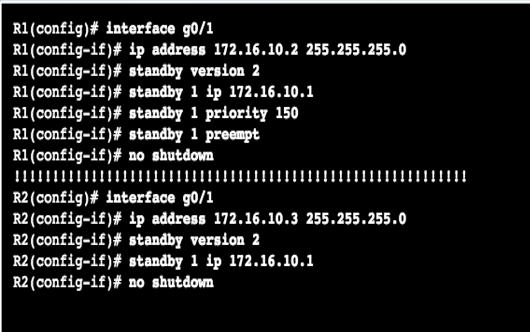 R1(config)# interface g0/1
R1(config-if)# ip address 172.16.10.2 255.255.255.0
R1(config-if)# standby version 2
R1(config-if)# standby 1 ip 172.16.10.1
R1(config-if)# standby 1 priority 150
R1(config-if)# standby 1 preempt
R1(config-if)# no shutdown
!!!!!!!!!!!!!!!!!!!!!!!!!!!!!!!!!!!!!!!!!!!!!!!!!!!!!!!!!!!
R2(config)# interface g0/1
R2(config-if)# ip address 172.16.10.3 255.255.255.0
R2(config-if)# standby version 2
R2(config-if)# standby 1 ip 172.16.10.1
R2(config-if)# no shutdown